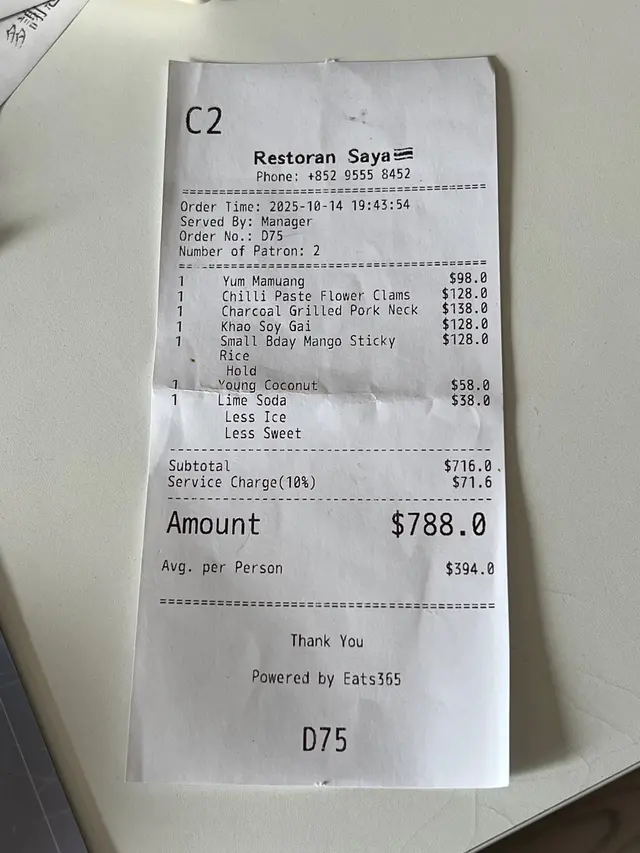 C2
Restoran Saya
Phone: +852 9555 8452
Order Time: 2025-10-14 19:43:54
Served By: Manager
Order No.: D75
Number of Patron: 2
1 Yum Mamuang $98.0
1 Chilli Paste Flower Clams $128.0
1 Charcoal Grilled Pork Neck $138.0
1 Khao Soy Gai $128.0
1 Small Bday Mango Sticky $128.0
Rice
Hold
1 Young Coconut $58.0
1 Lime Soda $38.0
Less Ice
Less Sweet
Subtotal $716.0
Service Charge(10%) $71.6
Amount $788.0
Avg. per Person $394.0
Thank You
Powered by Eats365
D75